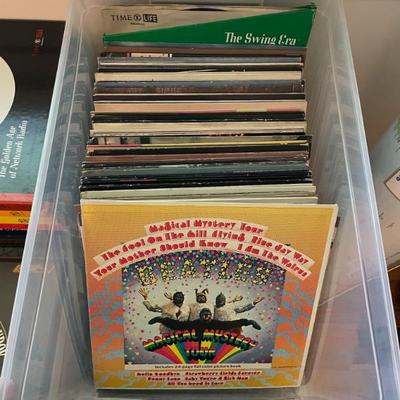 TIME LIFE
The Swing Era
The Golden Age
of Network Radio
Magical Mystery Tour
The Fool On The Hill Flying Blue Jay Way
Your Mother Should Know I Am The Walrus
BEATLES
MAGICAL MYSTERY
TOUR
Includes 24-page full color picture book
Hello Goodbye Strawberry Fields Forever
Penny Lane Baby You're A Rich Man
All You Need Is Love